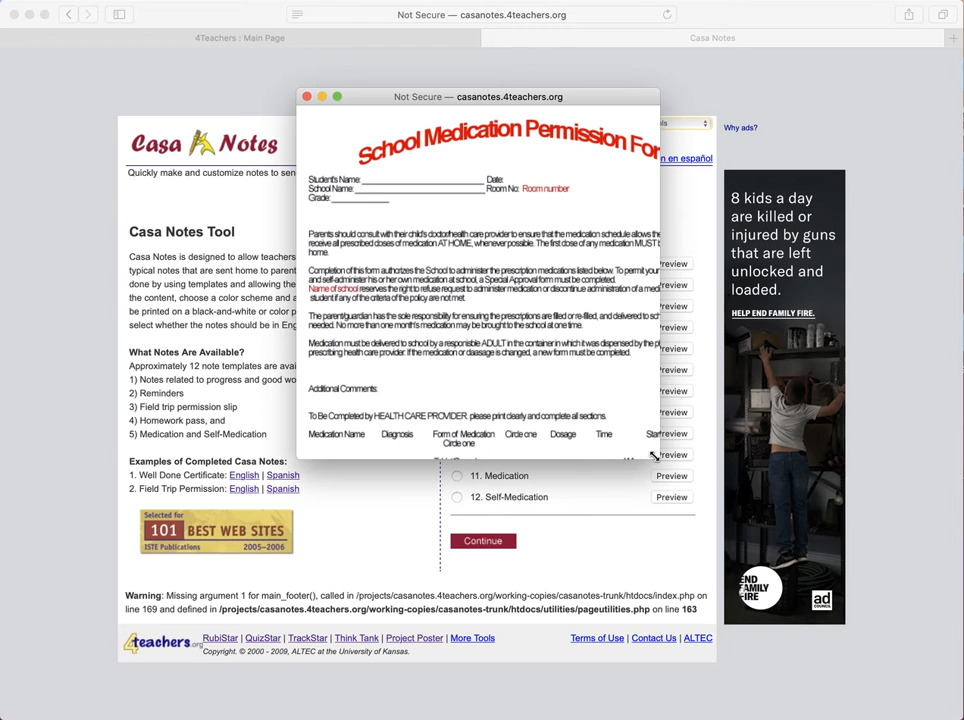 Not Secure — casanotes.4teachers.org
4Teachers : Main Page
Casa Notes
Not Secure — casanotes.4teachers.org
School Medication Permission For
Student's Name:
Date:
School Name:
Room No: Room number
Grade:
Parents should consult with their child's doctor/health care provider to ensure that the medication schedule allows the
receive all prescribed doses of medication AT HOME, whenever possible. The first dose of any medication MUST
home.
Completion of this form authorizes the School to administer the prescription medications listed below. To permit your
and self-administer his or her own medication at school, a Special Approval form must be completed.
Name of school reserves the right to refuse request to administer medication or discontinue administration of a med
student if any of the criteria of the policy are not met.
The parent/guardian has the sole responsibility for ensuring the prescriptions are filled or re-filled, and delivered to sch
needed. No more than one month's medication may be brought to the school at one time.
Medication must be delivered to school by a responsible ADULT in the container in which it was dispensed by the
prescribing health care provider. If the medication or daasage is changed, a new form must be completed.
Additional Comments:
To Be Completed by HEALTH CARE PROVIDER. please print clearly and complete all sections.
Medication Name Diagnosis Form of Medication Circle one Dosage Time Start
Circle one
Casa Notes
Quickly make and customize notes to sen
n en español
Casa Notes Tool
Casa Notes is designed to allow teachers
typical notes that are sent home to paren
done by using templates and allowing the
the content, choose a color scheme and a
be printed on a black-and-white or color p
select whether the notes should be in Eng
What Notes Are Available?
Approximately 12 note templates are avai
1) Notes related to progress and good wo
2) Reminders
3) Field trip permission slip
4) Homework pass, and
5) Medication and Self-Medication
Examples of Completed Casa Notes:
1. Well Done Certificate: English | Spanish
2. Field Trip Permission: English | Spanish
Selected for
101 BEST WEB SITES
ISTE Publications 2005–2006
review
review
review
review
review
review
review
review
review
review
11. Medication Preview
12. Self-Medication Preview
Continue
Warning: Missing argument 1 for main_footer(), called in /projects/casanotes.4teachers.org/working-copies/casanotes-trunk/htdocs/index.php on
line 169 and defined in /projects/casanotes.4teachers.org/working-copies/casanotes-trunk/htdocs/utilities/pageutilities.php on line 163
4teachers.org
RubiStar | QuizStar | TrackStar | Think Tank | Project Poster | More Tools
Terms of Use | Contact Us | ALTEC
Copyright. © 2000 - 2009, ALTEC at the University of Kansas.
Why ads?
8 kids a day
are killed or
injured by guns
that are left
unlocked and
loaded.
HELP END FAMILY FIRE.
END
FAMILY
FIRE
ad
COUNCIL